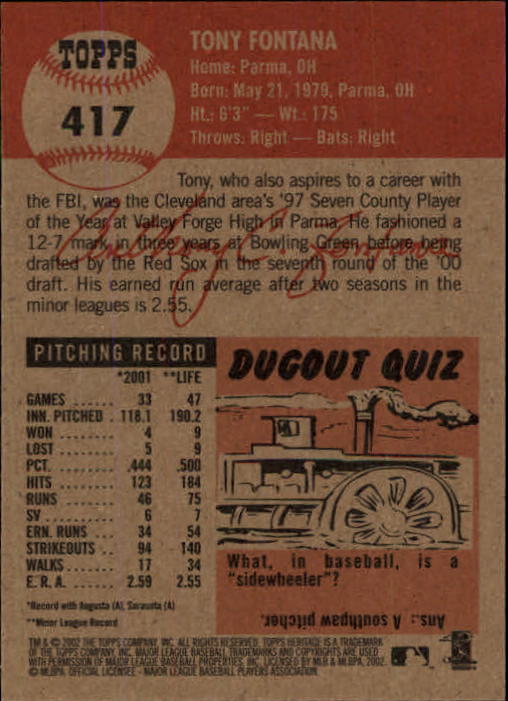 TOPPS
417
TONY FONTANA
Home: Parma, OH
Born: May 21, 1979, Parma, OH
Ht.: 6'3" — Wt.: 175
Throws: Right — Bats: Right
Tony, who also aspires to a career with
the FBI, was the Cleveland area's '97 Seven County Player
of the Year at Valley Forge High in Parma. He fashioned a
12-7 mark in three years at Bowling Green before being
drafted by the Red Sox in the seventh round of the '00
draft. His earned run average after two seasons in the
minor leagues is 2.55.
Anthony C. Fontana
PITCHING RECORD
*2001 **LIFE
GAMES ...... 33 47
INN. PITCHED . 118.1 190.2
WON ........ 4 9
LOST ........ 5 9
PCT. ........ .444 .500
HITS ........ 123 184
RUNS ....... 46 75
SV .......... 6 7
ERN. RUNS ... 34 54
STRIKEOUTS .. 94 140
WALKS ...... 17 34
E. R. A. ...... 2.59 2.55
*Record with Augusta (A), Sarasota (A)
**Minor League Record
DUGOUT QUIZ
What, in baseball, is a
"sidewheeler"?
Ans.: A southpaw pitcher.
TM & © 2002 THE TOPPS COMPANY, INC. ALL RIGHTS RESERVED. TOPPS HERITAGE IS A TRADEMARK
OF THE TOPPS COMPANY, INC. MAJOR LEAGUE BASEBALL TRADEMARKS AND COPYRIGHTS ARE USED
WITH PERMISSION OF MAJOR LEAGUE BASEBALL PROPERTIES, INC. LICENSED BY MLB & MLBPA, 2002.
© MLBPA. OFFICIAL LICENSEE - MAJOR LEAGUE BASEBALL PLAYERS ASSOCIATION.